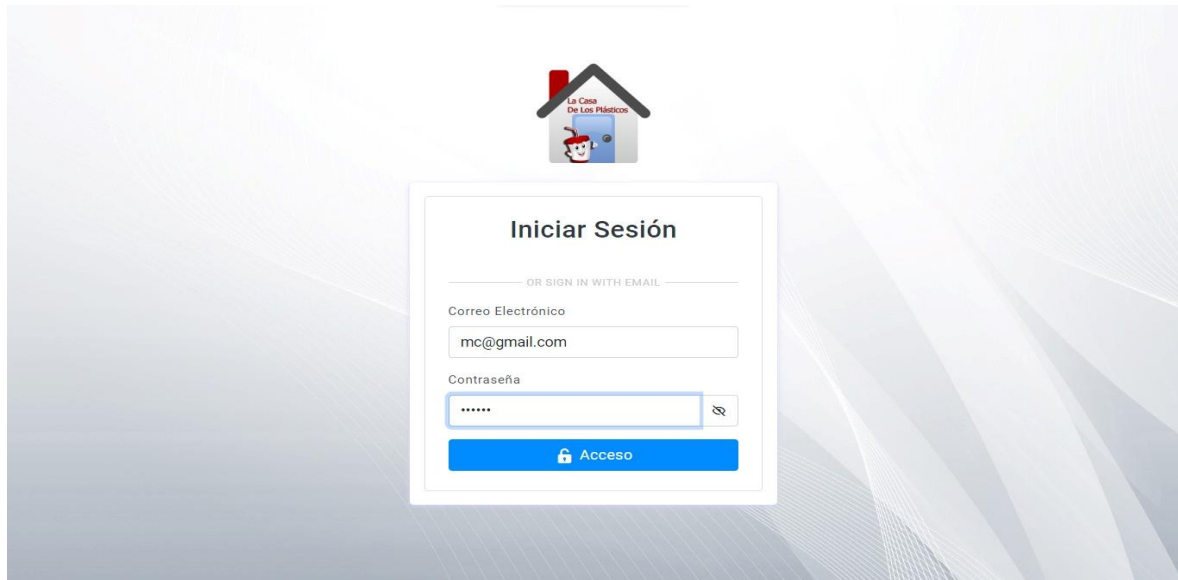 La Casa
De Los Plásticos
Iniciar Sesión
OR SIGN IN WITH EMAIL
Correo Electrónico
mc@gmail.com
Contraseña
••••••
Acceso